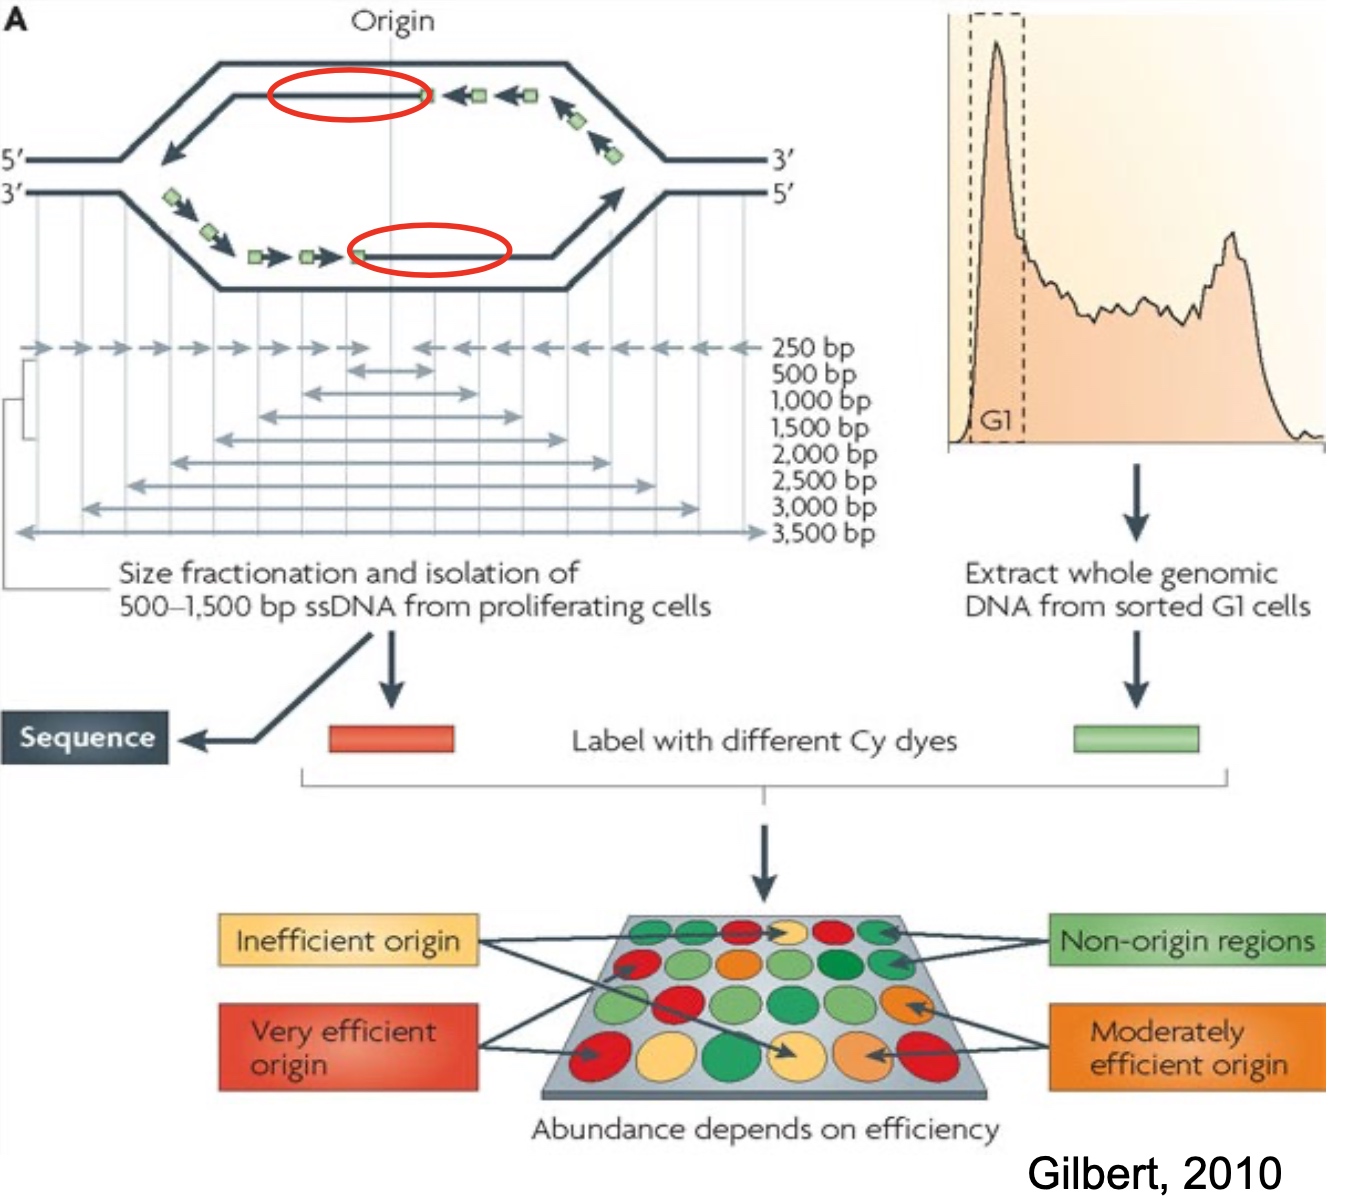 A
Origin
5′
3′
3′
5′
250 bp
500 bp
1,000 bp
1,500 bp
2,000 bp
2,500 bp
3,000 bp
3,500 bp
G1
Size fractionation and isolation of
500–1,500 bp ssDNA from proliferating cells
Extract whole genomic
DNA from sorted G1 cells
Sequence
Label with different Cy dyes
Inefficient origin
Non-origin regions
Very efficient
origin
Moderately
efficient origin
Abundance depends on efficiency
Gilbert, 2010